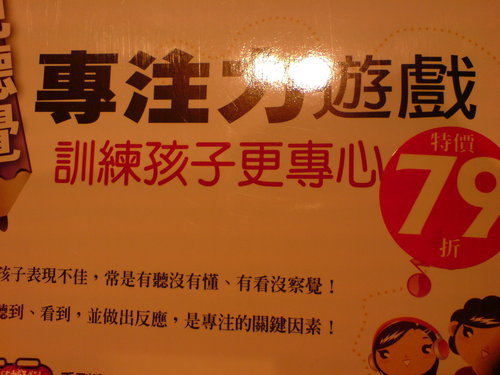 聽覺
專注力遊戲
訓練孩子更專心
特價
79
折
孩子表現不佳，常是有聽沒有懂、有看沒察覺！
聽到、看到，並做出反應，是專注的關鍵因素！